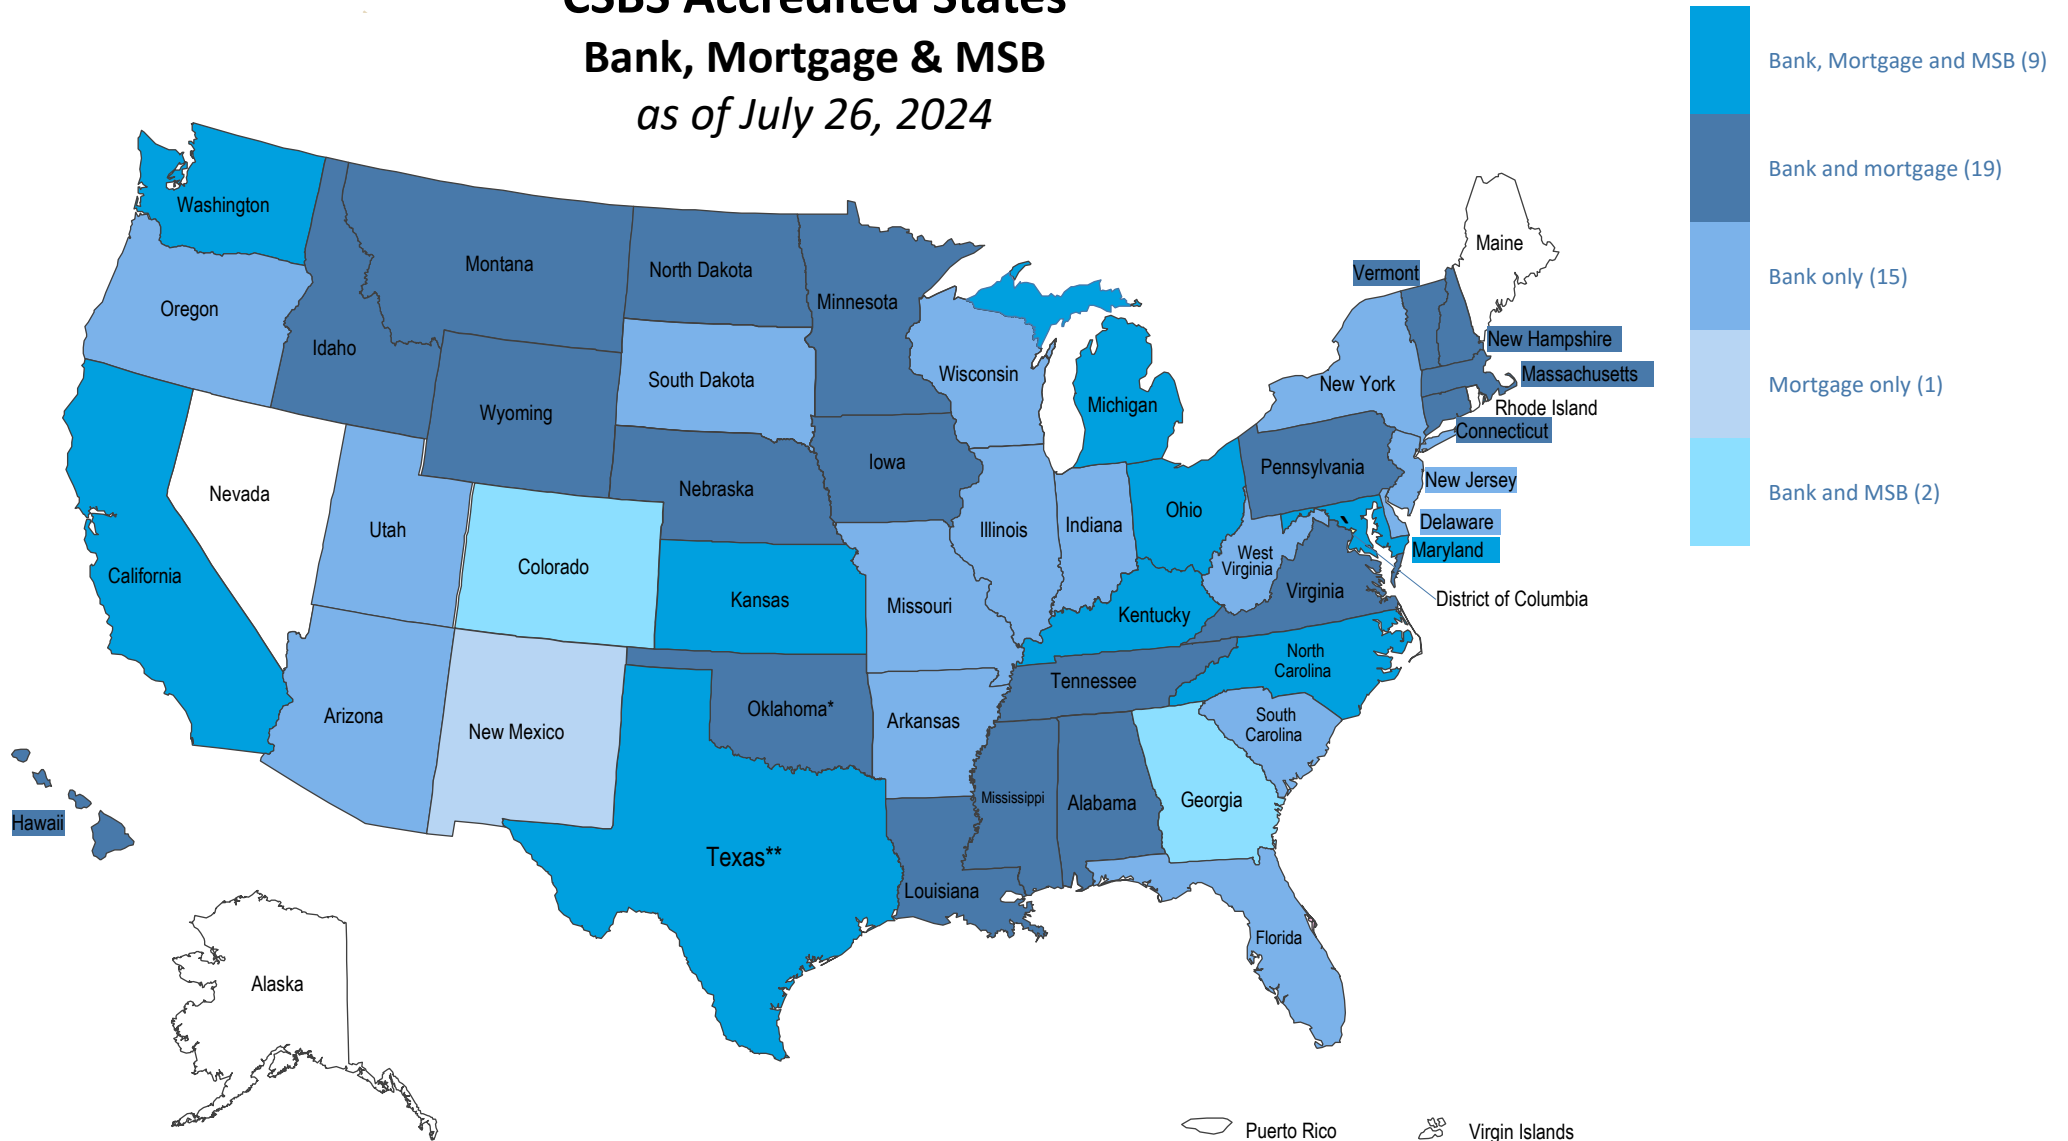 CSBS Accredited States
Bank, Mortgage & MSB
as of July 26, 2024
Bank, Mortgage and MSB (9)
Bank and mortgage (19)
Bank only (15)
Mortgage only (1)
Bank and MSB (2)
Washington
Oregon
Idaho
Montana
North Dakota
Minnesota
South Dakota
Wyoming
Wisconsin
Michigan
Maine
Vermont
New Hampshire
Massachusetts
New York
Rhode Island
Connecticut
Pennsylvania
New Jersey
Delaware
Maryland
District of Columbia
Nevada
Utah
California
Colorado
Nebraska
Iowa
Illinois
Indiana
Ohio
West
Virginia
Virginia
Kansas
Missouri
Kentucky
North
Carolina
Tennessee
Arizona
New Mexico
Oklahoma*
Arkansas
South
Carolina
Mississippi
Alabama
Georgia
Texas**
Louisiana
Florida
Hawaii
Alaska
Puerto Rico
Virgin Islands